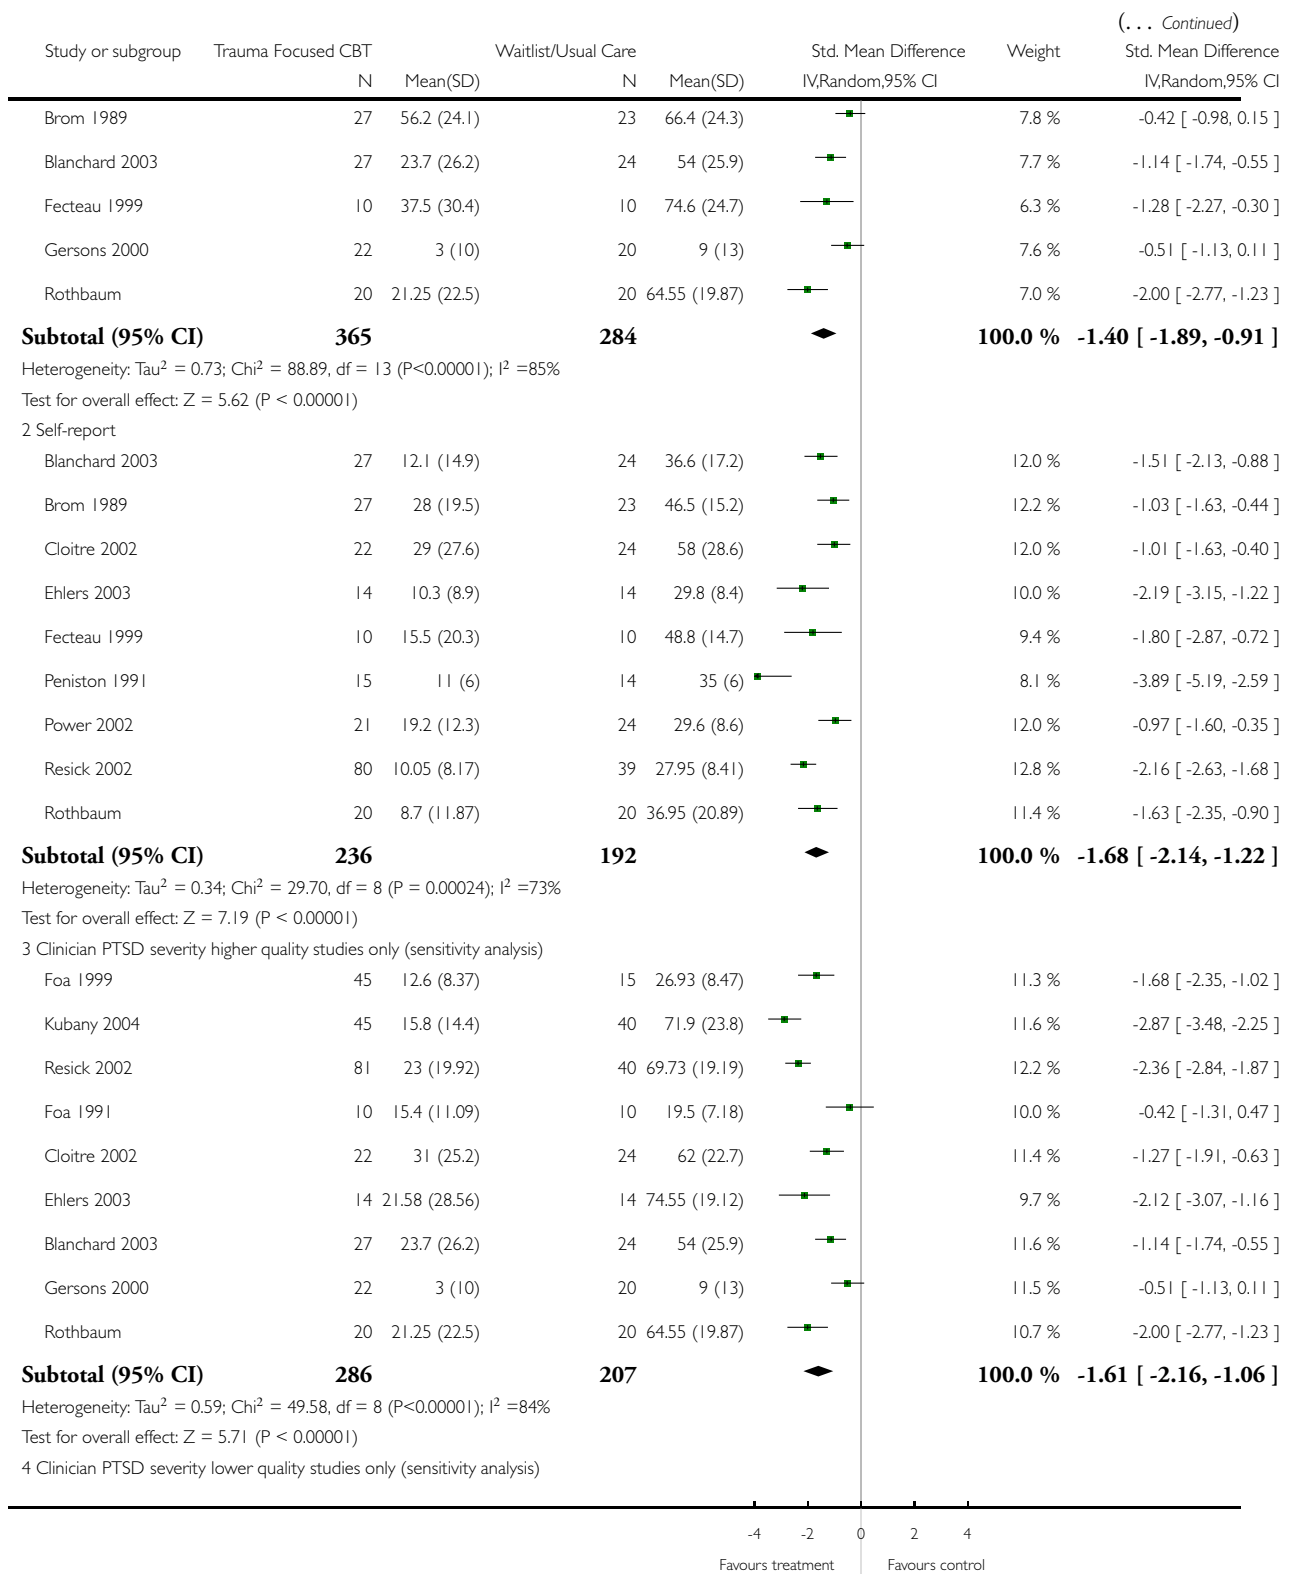 (... Continued)
Study or subgroup Trauma Focused CBT Waitlist/Usual Care Std. Mean Difference Weight Std. Mean Difference
N Mean(SD) N Mean(SD) IV,Random,95% CI IV,Random,95% CI
Brom 1989 27 56.2 (24.1) 23 66.4 (24.3) 7.8 % -0.42 [ -0.98, 0.15 ]
Blanchard 2003 27 23.7 (26.2) 24 54 (25.9) 7.7 % -1.14 [ -1.74, -0.55 ]
Fecteau 1999 10 37.5 (30.4) 10 74.6 (24.7) 6.3 % -1.28 [ -2.27, -0.30 ]
Gersons 2000 22 3 (10) 20 9 (13) 7.6 % -0.51 [ -1.13, 0.11 ]
Rothbaum 20 21.25 (22.5) 20 64.55 (19.87) 7.0 % -2.00 [ -2.77, -1.23 ]
Subtotal (95% CI) 365 284 100.0 % -1.40 [ -1.89, -0.91 ]
Heterogeneity: Tau² = 0.73; Chi² = 88.89, df = 13 (P<0.00001); I² =85%
Test for overall effect: Z = 5.62 (P < 0.00001)
2 Self-report
Blanchard 2003 27 12.1 (14.9) 24 36.6 (17.2) 12.0 % -1.51 [ -2.13, -0.88 ]
Brom 1989 27 28 (19.5) 23 46.5 (15.2) 12.2 % -1.03 [ -1.63, -0.44 ]
Cloitre 2002 22 29 (27.6) 24 58 (28.6) 12.0 % -1.01 [ -1.63, -0.40 ]
Ehlers 2003 14 10.3 (8.9) 14 29.8 (8.4) 10.0 % -2.19 [ -3.15, -1.22 ]
Fecteau 1999 10 15.5 (20.3) 10 48.8 (14.7) 9.4 % -1.80 [ -2.87, -0.72 ]
Peniston 1991 15 11 (6) 14 35 (6) 8.1 % -3.89 [ -5.19, -2.59 ]
Power 2002 21 19.2 (12.3) 24 29.6 (8.6) 12.0 % -0.97 [ -1.60, -0.35 ]
Resick 2002 80 10.05 (8.17) 39 27.95 (8.41) 12.8 % -2.16 [ -2.63, -1.68 ]
Rothbaum 20 8.7 (11.87) 20 36.95 (20.89) 11.4 % -1.63 [ -2.35, -0.90 ]
Subtotal (95% CI) 236 192 100.0 % -1.68 [ -2.14, -1.22 ]
Heterogeneity: Tau² = 0.34; Chi² = 29.70, df = 8 (P = 0.00024); I² =73%
Test for overall effect: Z = 7.19 (P < 0.00001)
3 Clinician PTSD severity higher quality studies only (sensitivity analysis)
Foa 1999 45 12.6 (8.37) 15 26.93 (8.47) 11.3 % -1.68 [ -2.35, -1.02 ]
Kubany 2004 45 15.8 (14.4) 40 71.9 (23.8) 11.6 % -2.87 [ -3.48, -2.25 ]
Resick 2002 81 23 (19.92) 40 69.73 (19.19) 12.2 % -2.36 [ -2.84, -1.87 ]
Foa 1991 10 15.4 (11.09) 10 19.5 (7.18) 10.0 % -0.42 [ -1.31, 0.47 ]
Cloitre 2002 22 31 (25.2) 24 62 (22.7) 11.4 % -1.27 [ -1.91, -0.63 ]
Ehlers 2003 14 21.58 (28.56) 14 74.55 (19.12) 9.7 % -2.12 [ -3.07, -1.16 ]
Blanchard 2003 27 23.7 (26.2) 24 54 (25.9) 11.6 % -1.14 [ -1.74, -0.55 ]
Gersons 2000 22 3 (10) 20 9 (13) 11.5 % -0.51 [ -1.13, 0.11 ]
Rothbaum 20 21.25 (22.5) 20 64.55 (19.87) 10.7 % -2.00 [ -2.77, -1.23 ]
Subtotal (95% CI) 286 207 100.0 % -1.61 [ -2.16, -1.06 ]
Heterogeneity: Tau² = 0.59; Chi² = 49.58, df = 8 (P<0.00001); I² =84%
Test for overall effect: Z = 5.71 (P < 0.00001)
4 Clinician PTSD severity lower quality studies only (sensitivity analysis)
-4 -2 0 2 4
Favours treatment Favours control